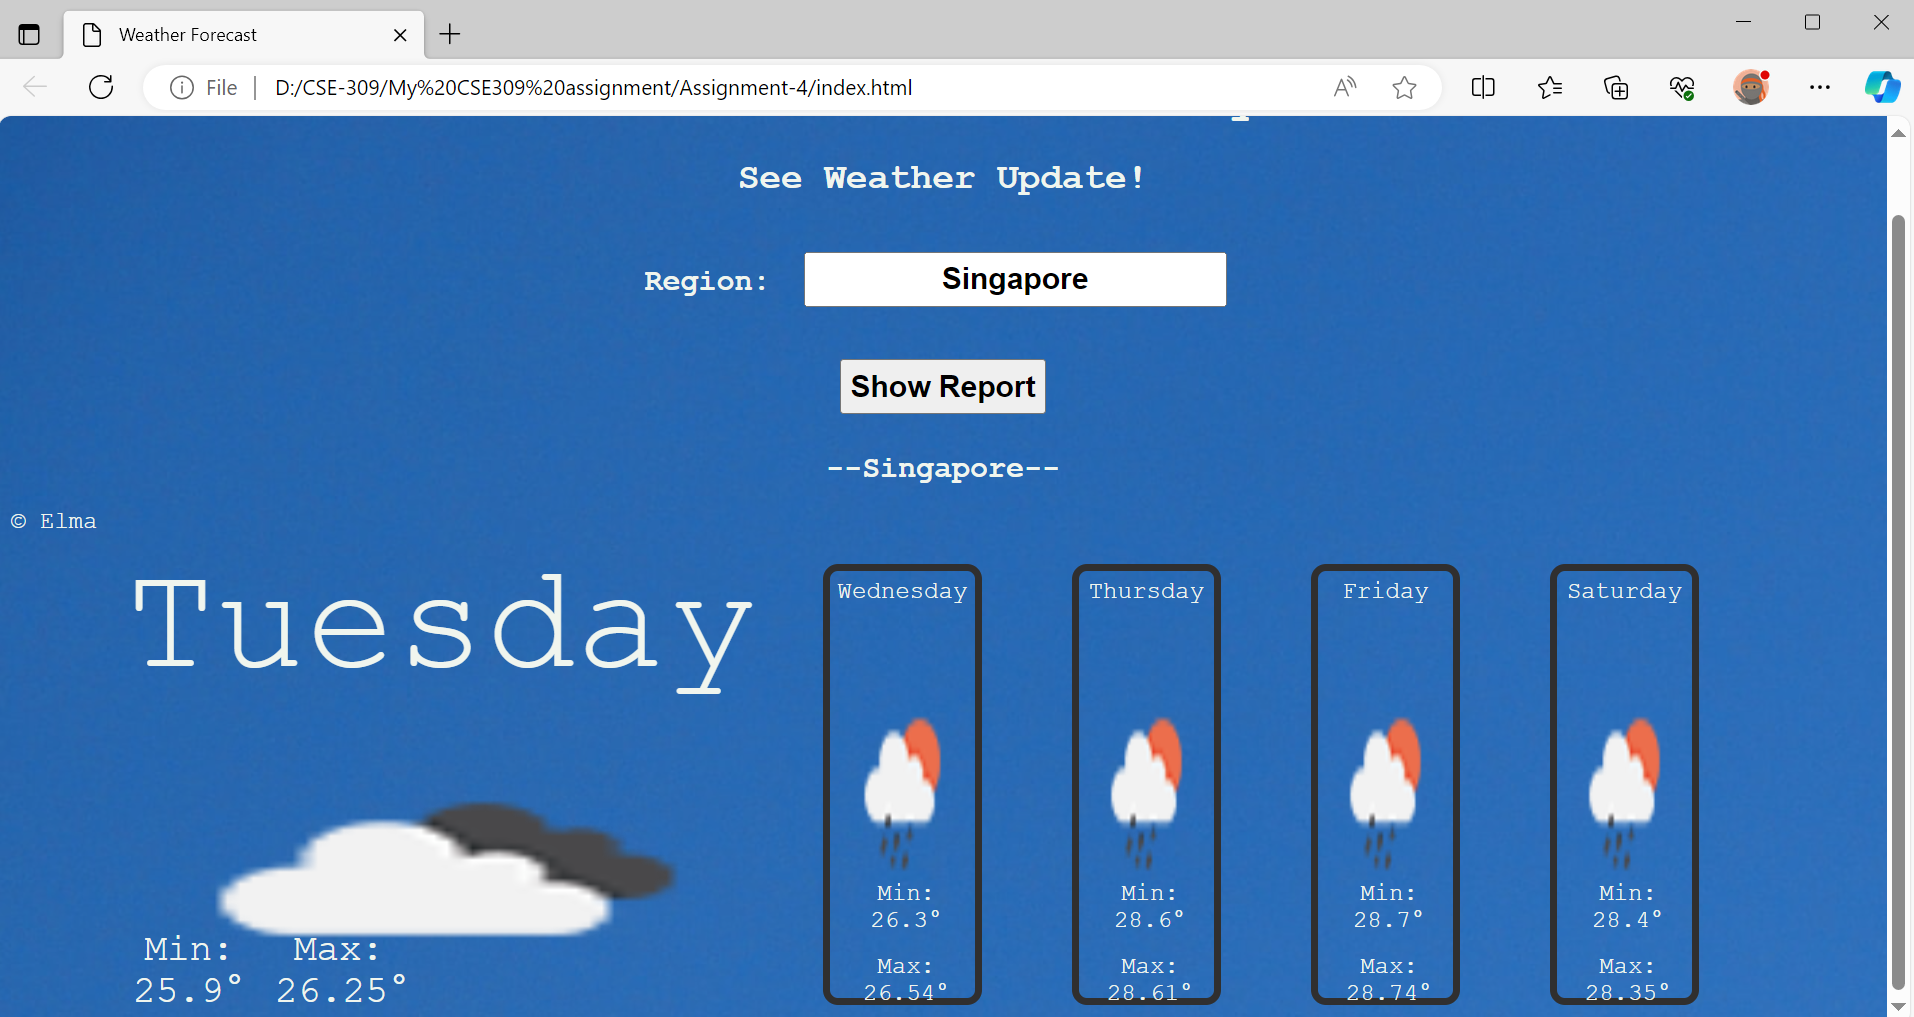 Weather Forecast
File
D:/CSE-309/My%20CSE309%20assignment/Assignment-4/index.html
See Weather Update!
Region:
Singapore
Show Report
--Singapore--
© Elma
Tuesday
Min:
25.9°
Max:
26.25°
Wednesday
Min:
26.3°
Max:
26.54°
Thursday
Min:
28.6°
Max:
28.61°
Friday
Min:
28.7°
Max:
28.74°
Saturday
Min:
28.4°
Max:
28.35°